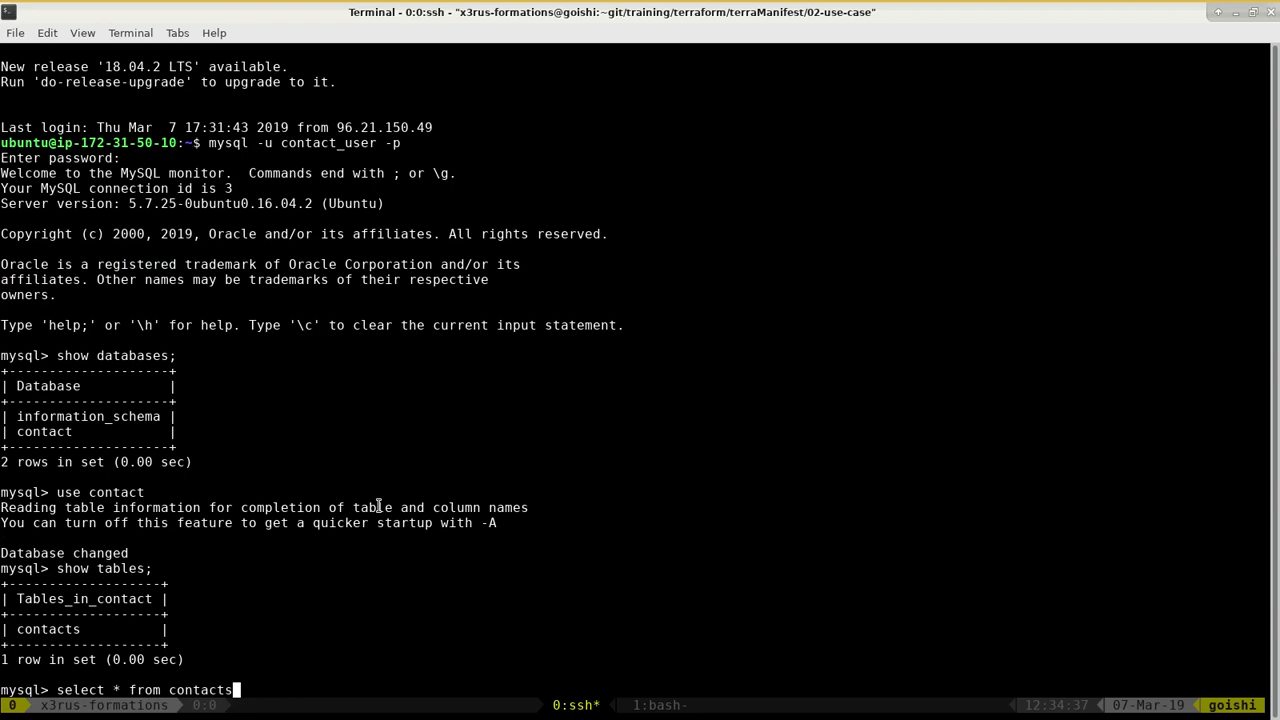 Terminal - 0:0:ssh - "x3rus-formations@goishi:~git/training/terraform/terraManifest/02-use-case"
File Edit View Terminal Tabs Help
New release '18.04.2 LTS' available.
Run 'do-release-upgrade' to upgrade to it.
Last login: Thu Mar  7 17:31:43 2019 from 96.21.150.49
ubuntu@ip-172-31-50-10:~$ mysql -u contact_user -p
Enter password:
Welcome to the MySQL monitor.  Commands end with ; or \g.
Your MySQL connection id is 3
Server version: 5.7.25-0ubuntu0.16.04.2 (Ubuntu)
Copyright (c) 2000, 2019, Oracle and/or its affiliates. All rights reserved.
Oracle is a registered trademark of Oracle Corporation and/or its
affiliates. Other names may be trademarks of their respective
owners.
Type 'help;' or '\h' for help. Type '\c' to clear the current input statement.
mysql> show databases;
+--------------------+
| Database           |
+--------------------+
| information_schema |
| contact            |
+--------------------+
2 rows in set (0.00 sec)
mysql> use contact
Reading table information for completion of table and column names
You can turn off this feature to get a quicker startup with -A
Database changed
mysql> show tables;
+-------------------+
| Tables_in_contact |
+-------------------+
| contacts          |
+-------------------+
1 row in set (0.00 sec)
mysql> select * from contacts
0 x3rus-formations 0:0 0:ssh* 1:bash- 12:34:37 07-Mar-19 goishi